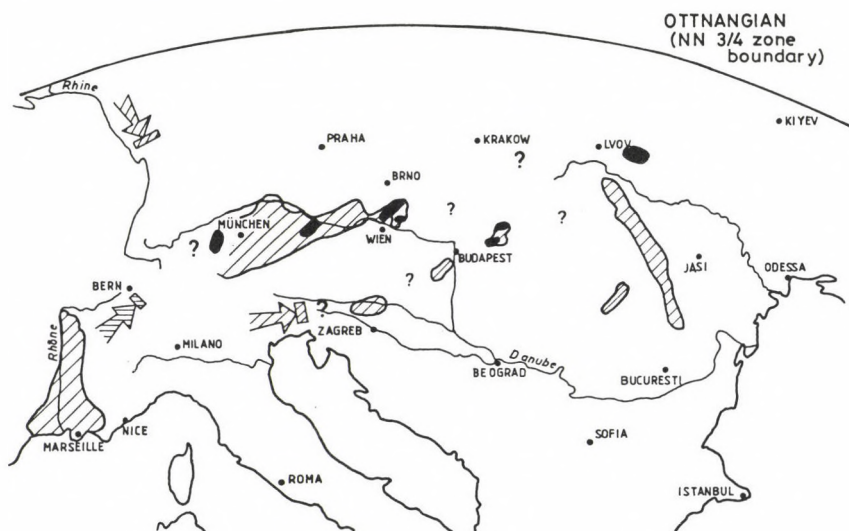 OTTNANGIAN
(NN 3/4 zone
boundary)
Rhine
KIYEV
PRAHA
KRAKOW
LVOV
?
BRNO
?
?
MÜNCHEN
?
WIEN
BUDAPEST
?
JASI
ODESSA
BERN
?
ZAGREB
Rhône
MILANO
Danube
BEOGRAD
BUCURESTI
NICE
MARSEILLE
SOFIA
ROMA
ISTANBUL